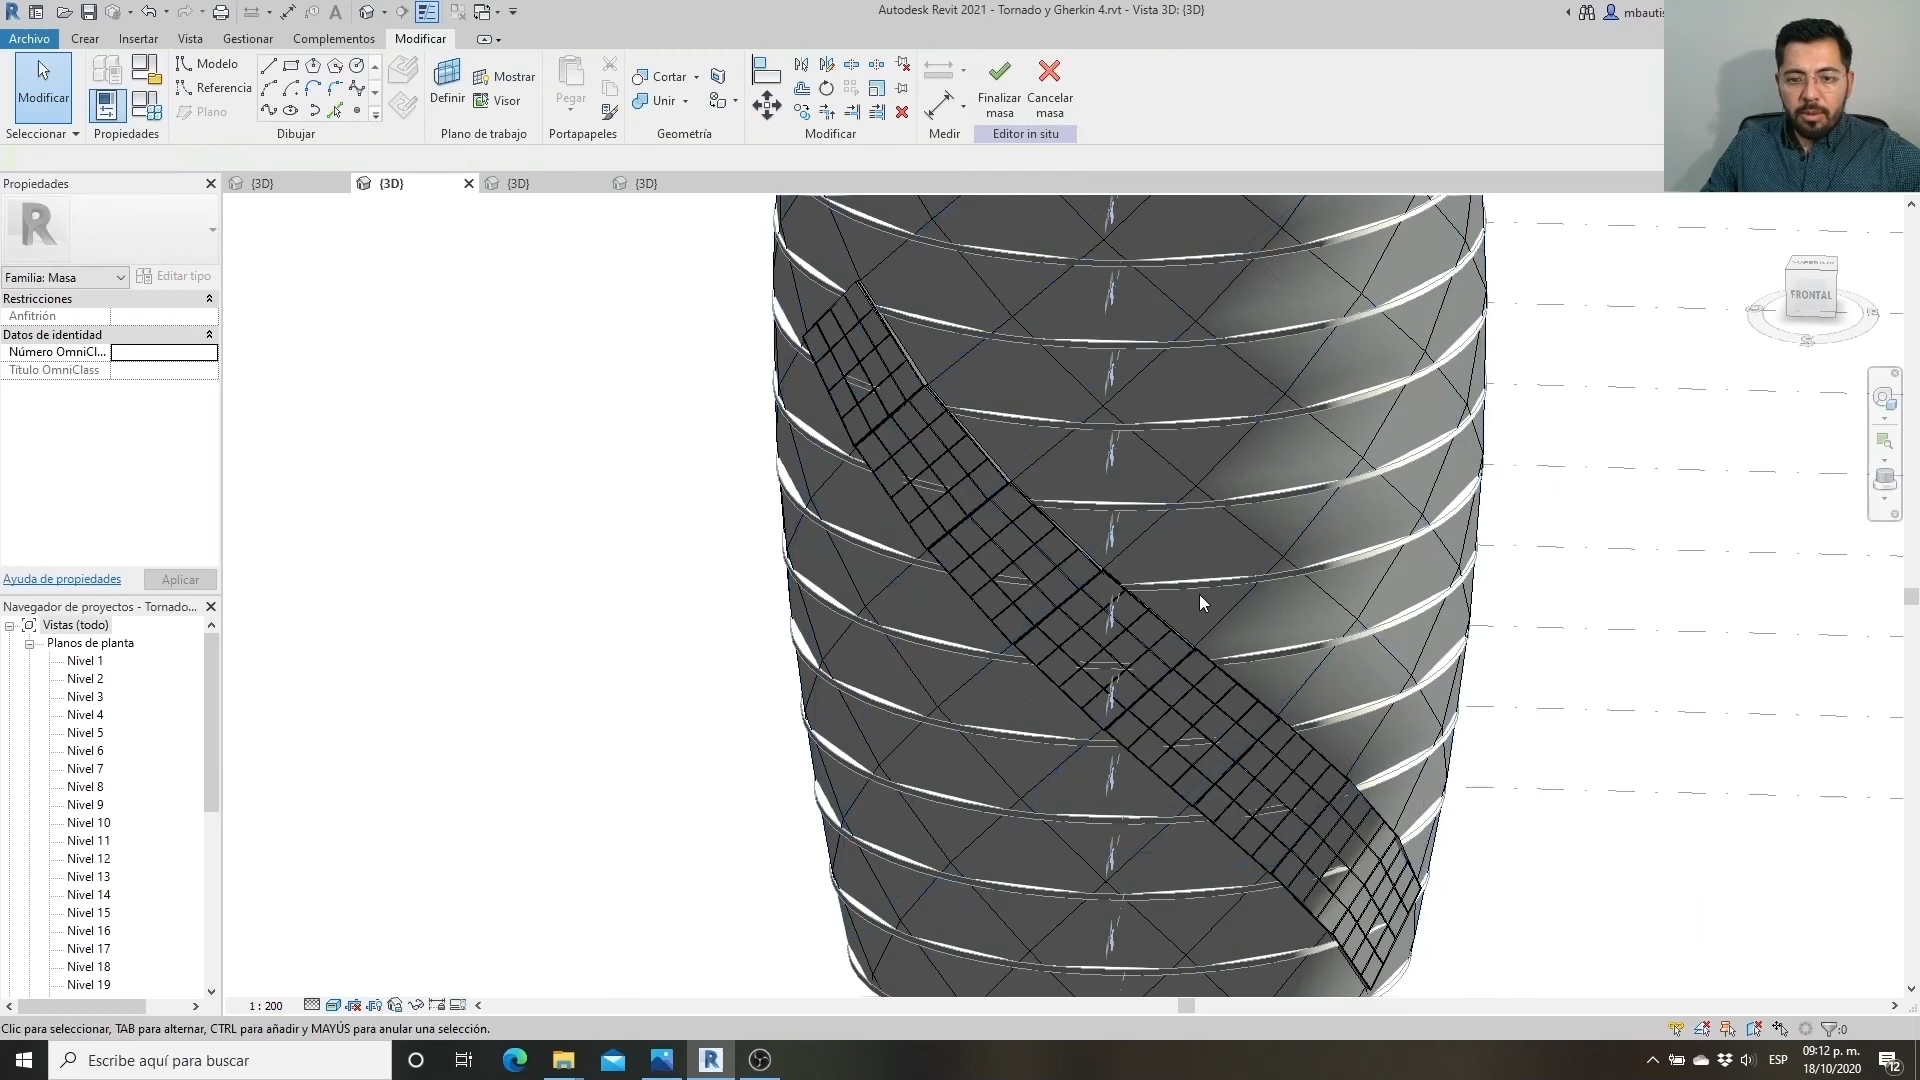 Autodesk Revit 2021 - Tornado y Gherkin 4.rvt - Vista 3D: {3D}
mbautis
Archivo Crear Insertar Vista Gestionar Complementos Modificar
Modificar
Modelo
Referencia
Plano
Definir
Mostrar
Visor
Pegar
Cortar
Unir
Finalizar masa
Cancelar masa
Seleccionar Propiedades Dibujar Plano de trabajo Portapapeles Geometría Modificar Medir Editor in situ
Propiedades
{3D} {3D} {3D} {3D}
Familia: Masa
Editar tipo
Restricciones
Anfitrión
Datos de identidad
Número OmniCl...
Título OmniClass
FRONTAL
Ayuda de propiedades
Aplicar
Navegador de proyectos - Tornado...
Vistas (todo)
Planos de planta
Nivel 1
Nivel 2
Nivel 3
Nivel 4
Nivel 5
Nivel 6
Nivel 7
Nivel 8
Nivel 9
Nivel 10
Nivel 11
Nivel 12
Nivel 13
Nivel 14
Nivel 15
Nivel 16
Nivel 17
Nivel 18
Nivel 19
1 : 200
Clic para seleccionar, TAB para alternar, CTRL para añadir y MAYÚS para anular una selección.
:0
Escribe aquí para buscar
ESP
09:12 p. m.
18/10/2020
12